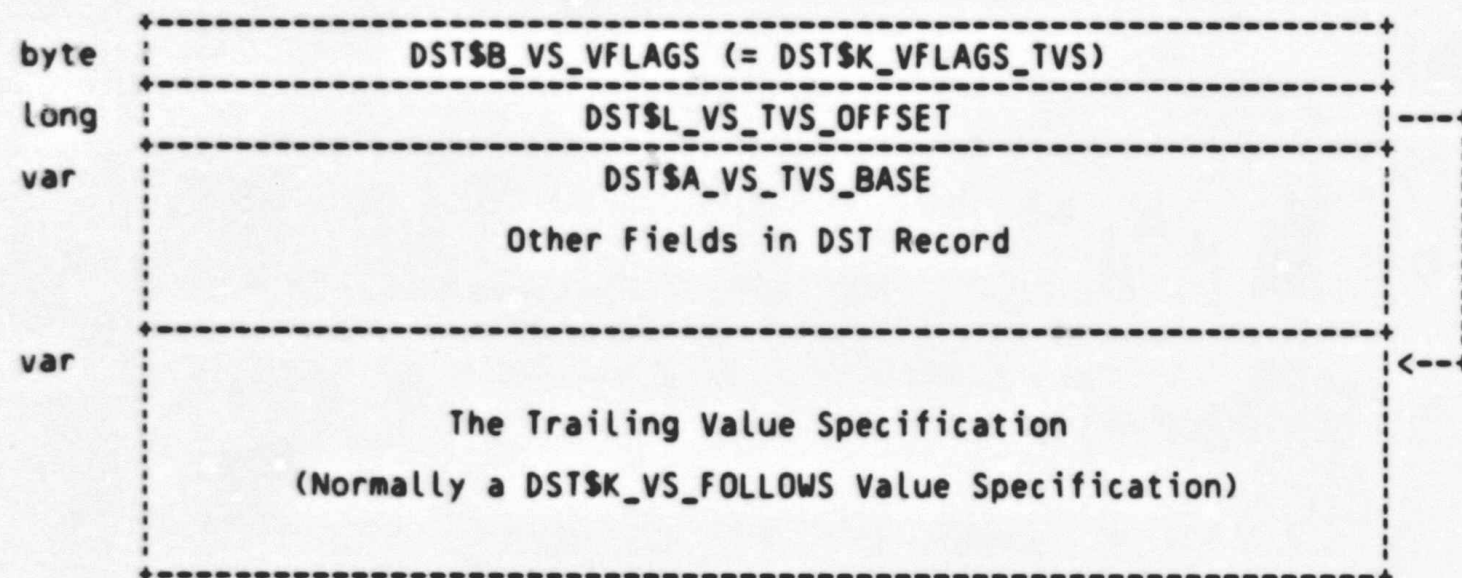 byte DST$B_VS_VFLAGS (= DST$K_VFLAGS_TVS)
long DST$L_VS_TVS_OFFSET
var DST$A_VS_TVS_BASE
Other Fields in DST Record
var
The Trailing Value Specification
(Normally a DST$K_VS_FOLLOWS Value Specification)